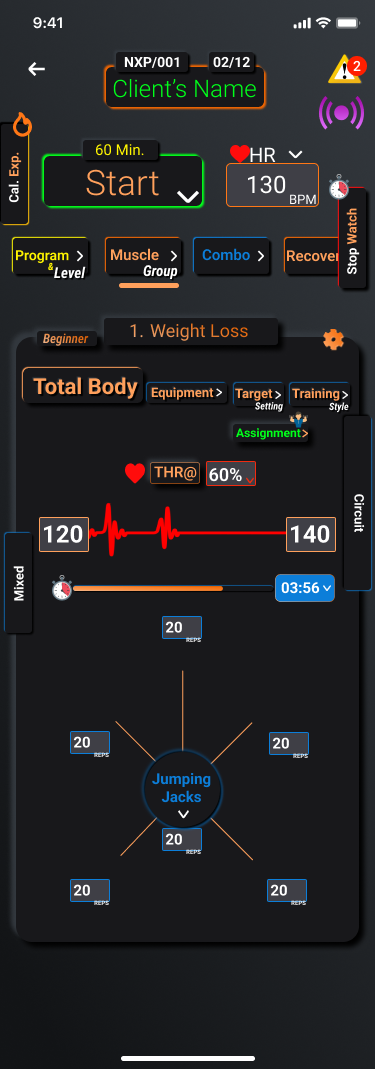 9:41
NXP/001 02/12
Client's Name
2
Cal. Exp.
60 Min.
Start
HR
130
BPM
Stop Watch
Program
&
Level
Muscle
Group
Combo
Recover
Beginner
1. Weight Loss
Total Body
Equipment
Target
Setting
Training
Style
Assignment
THR@ 60%
120
140
Circuit
Mixed
03:56
20
REPS
20
REPS
20
REPS
Jumping
Jacks
20
REPS
20
REPS
20
REPS